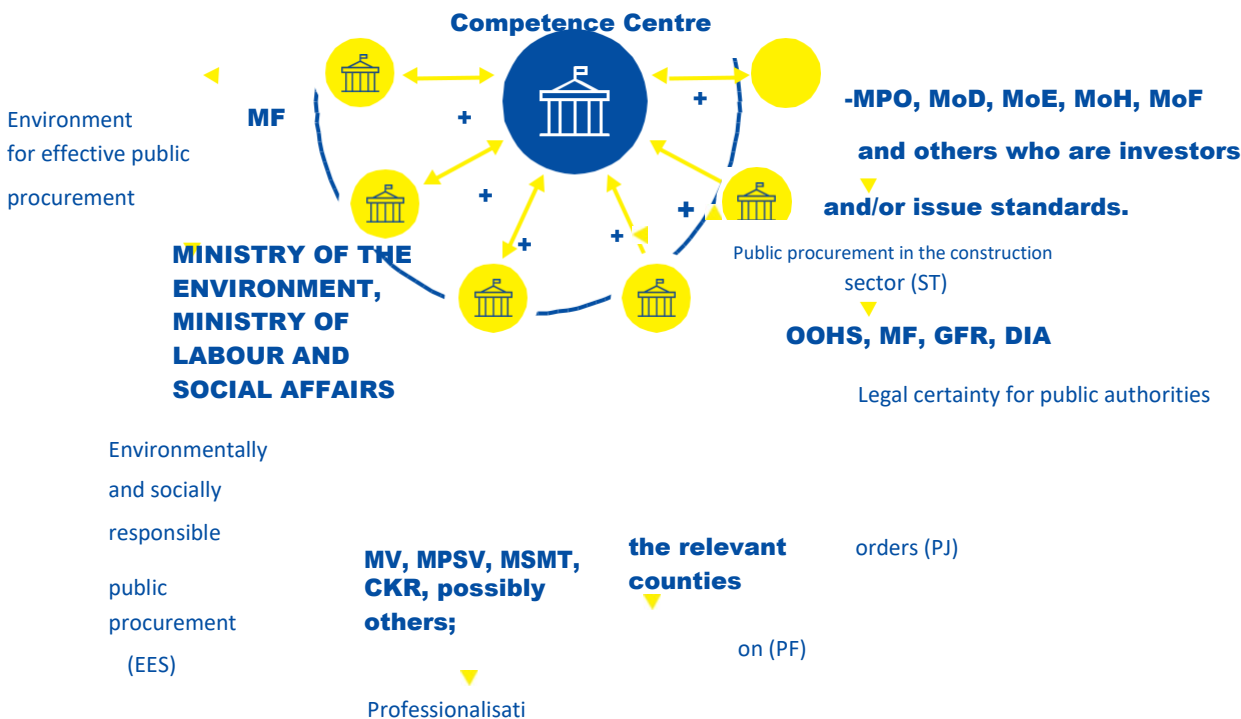 Competence Centre
MF
Environment
for effective public
procurement
+
+
+
+
+
+
-MPO, MoD, MoE, MoH, MoF
and others who are investors
and/or issue standards.
Public procurement in the construction
sector (ST)
MINISTRY OF THE
ENVIRONMENT,
MINISTRY OF
LABOUR AND
SOCIAL AFFAIRS
OOHS, MF, GFR, DIA
Legal certainty for public authorities
Environmentally
and socially
responsible
public
procurement
(EES)
MV, MPSV, MSMT,
CKR, possibly
others;
the relevant
counties
orders (PJ)
on (PF)
Professionalisati